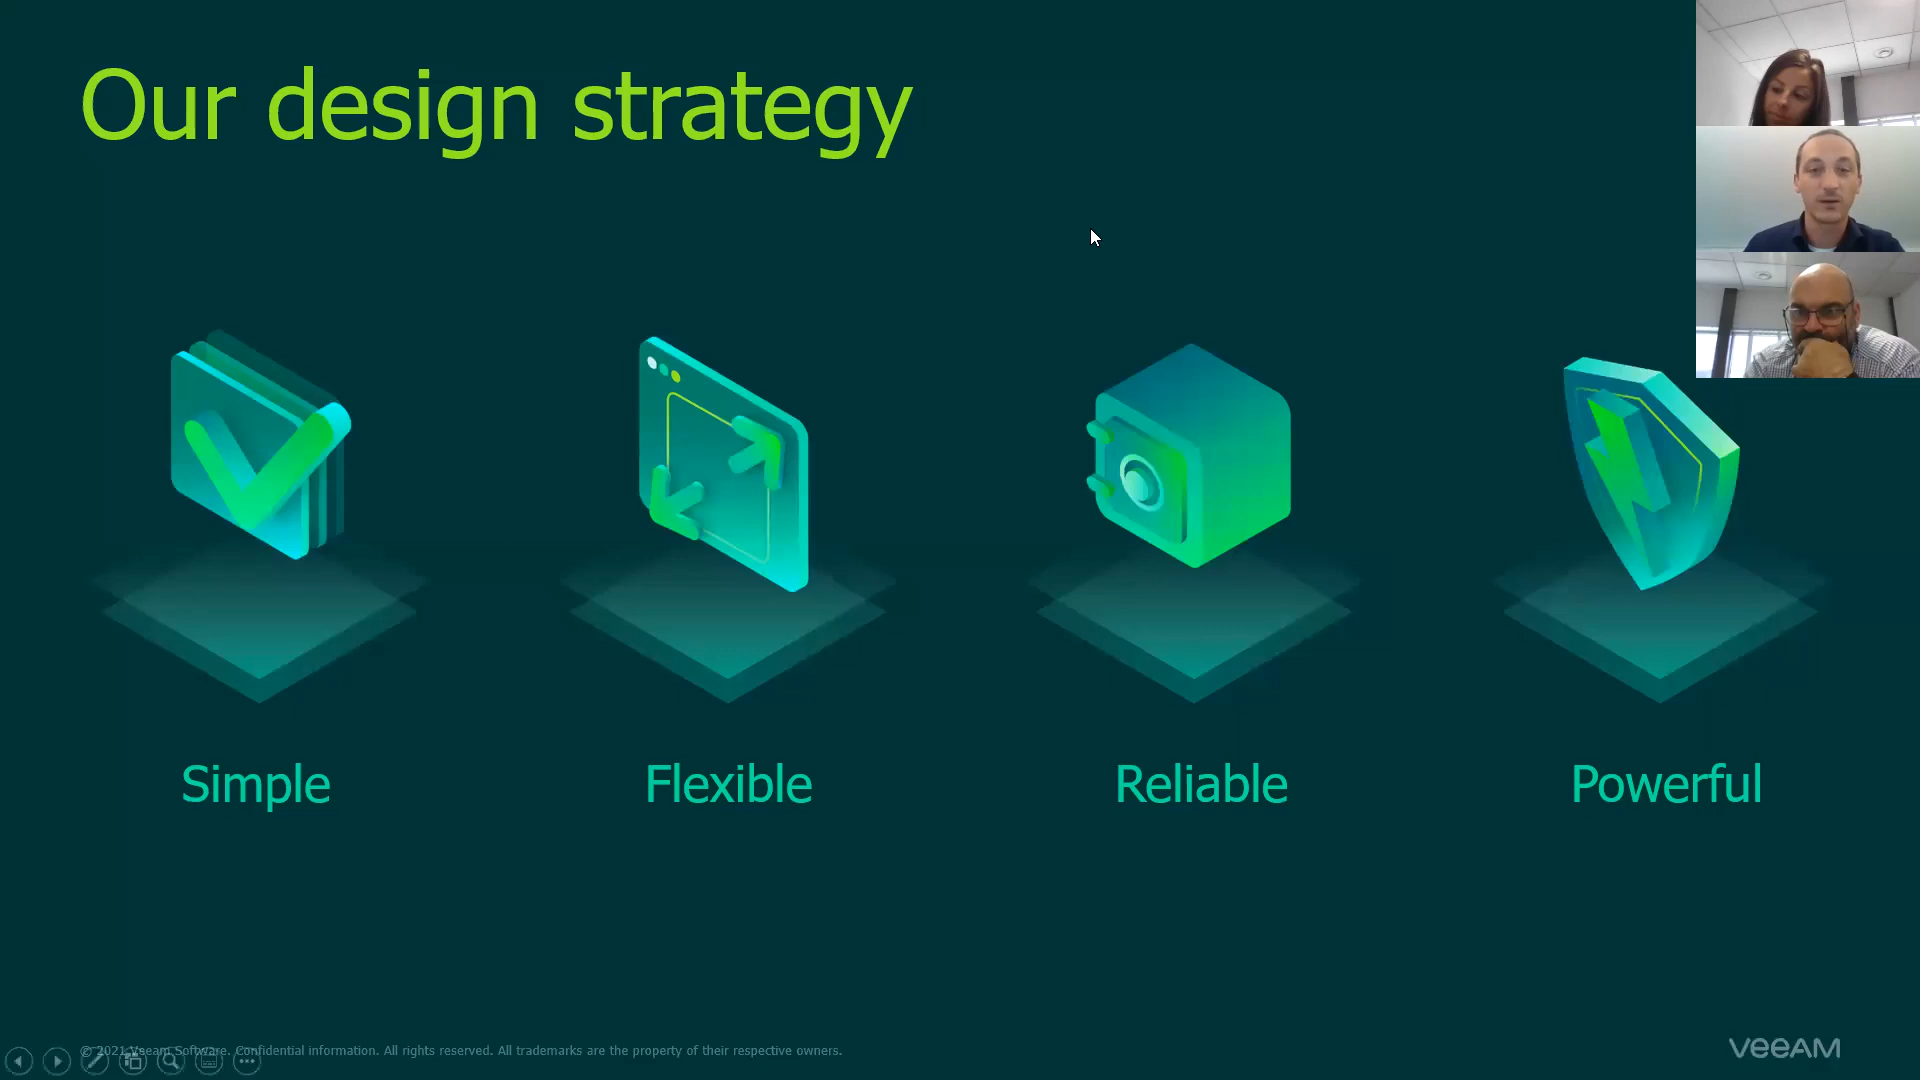 Our design strategy
Simple
Flexible
Reliable
Powerful
© 2021 Veeam Software. Confidential information. All rights reserved. All trademarks are the property of their respective owners.
VEEAM